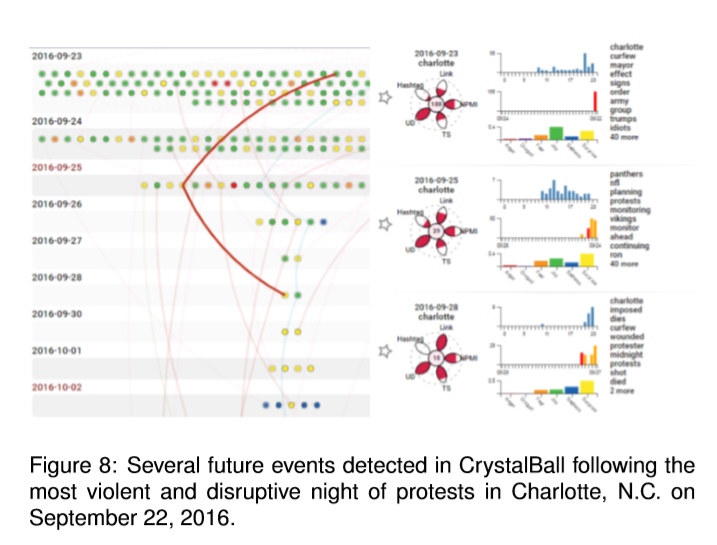 2016-09-23
2016-09-24
2016-09-25
2016-09-26
2016-09-27
2016-09-28
2016-09-30
2016-10-01
2016-10-02
2016-09-23
charlotte
Link
Hashtag
188
PMI
UD
TS
charlotte
curfew
mayor
effect
signs
order
army
group
trumps
idiots
40 more
2016-09-25
charlotte
Link
Hashtag
PMI
UD
TS
panthers
nfl
planning
protests
monitoring
vikings
monitor
ahead
continuing
ron
40 more
2016-09-28
charlotte
Link
Hashtag
PMI
UD
TS
charlotte
imposed
dies
curfew
wounded
protester
midnight
protests
shot
died
2 more
Figure 8: Several future events detected in CrystalBall following the
most violent and disruptive night of protests in Charlotte, N.C. on
September 22, 2016.